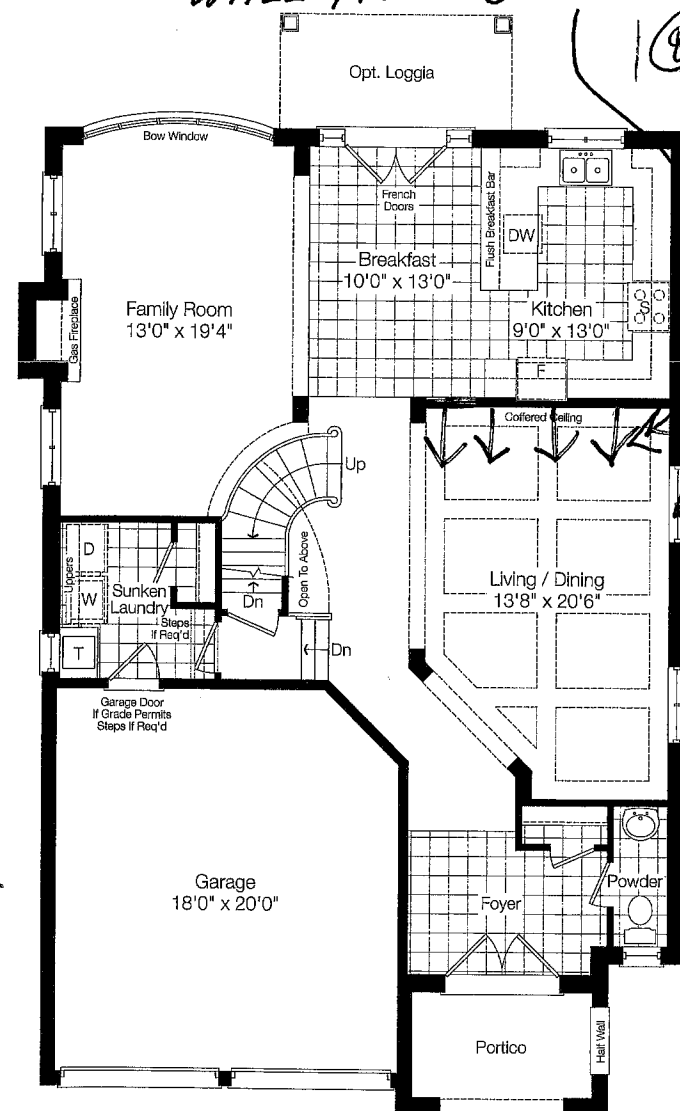 Opt. Loggia
Bow Window
French
Doors
Flush Breakfast Bar
DW
Breakfast
10'0" x 13'0"
Kitchen
9'0" x 13'0"
S
F
Family Room
13'0" x 19'4"
Gas Fireplace
Coffered Ceiling
Up
Open To Above
Living / Dining
13'8" x 20'6"
D
Uppers
W
Sunken
Laundry
Steps
If Req'd
T
Dn
Dn
Garage Door
If Grade Permits
Steps If Req'd
Garage
18'0" x 20'0"
Foyer
Powder
Portico
Half Wall